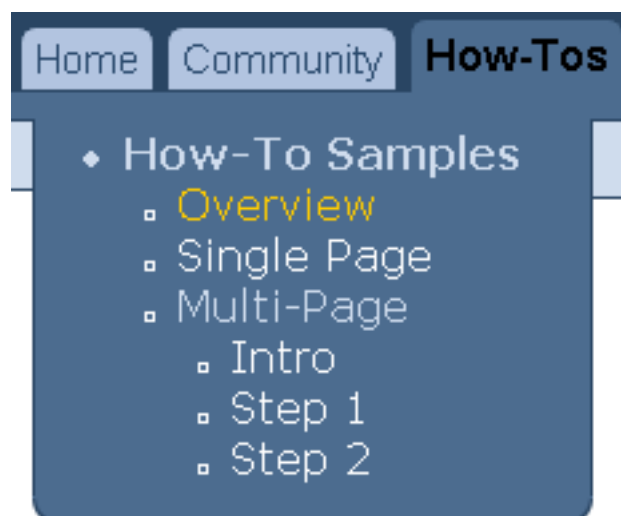 Home Community How-Tos
How-To Samples
Overview
Single Page
Multi-Page
Intro
Step 1
Step 2